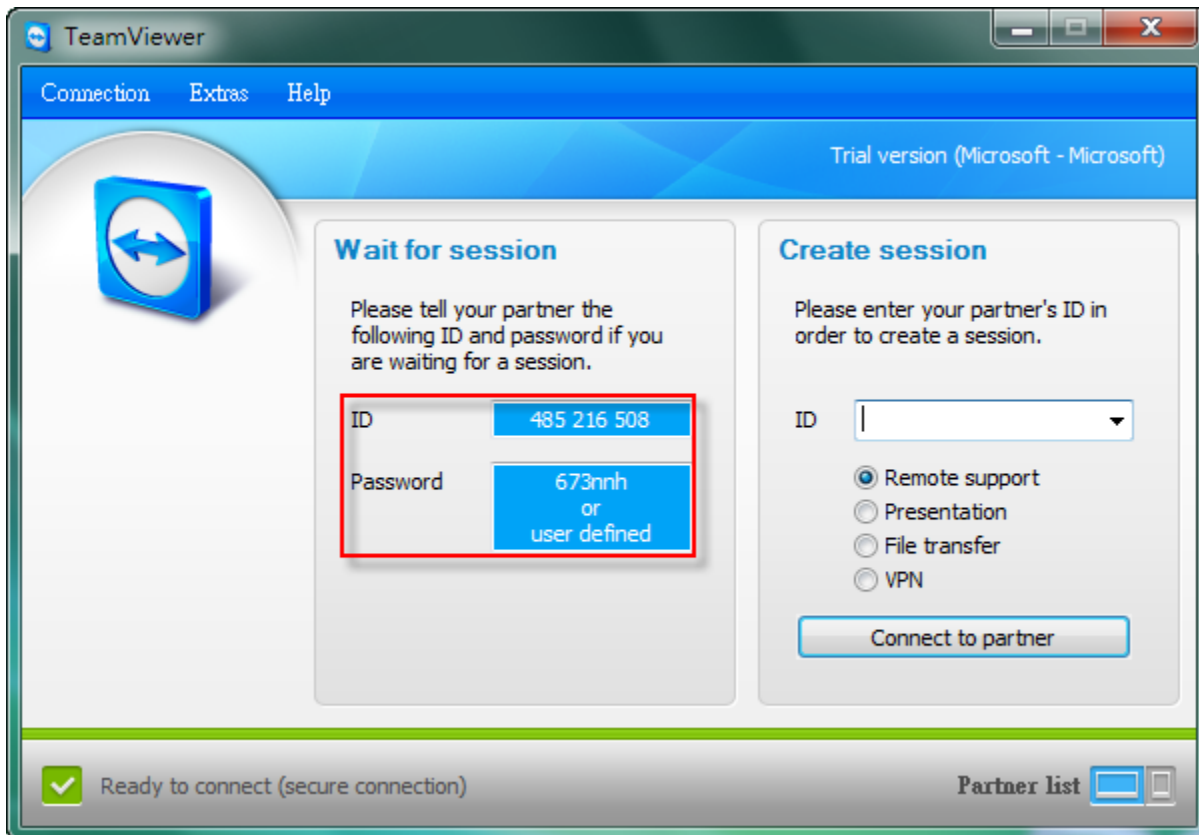 TeamViewer
Connection Extras Help
Trial version (Microsoft - Microsoft)
Wait for session
Please tell your partner the
following ID and password if you
are waiting for a session.
ID 485 216 508
Password 673nnh
or
user defined
Create session
Please enter your partner's ID in
order to create a session.
ID
Remote support
Presentation
File transfer
VPN
Connect to partner
Ready to connect (secure connection)
Partner list